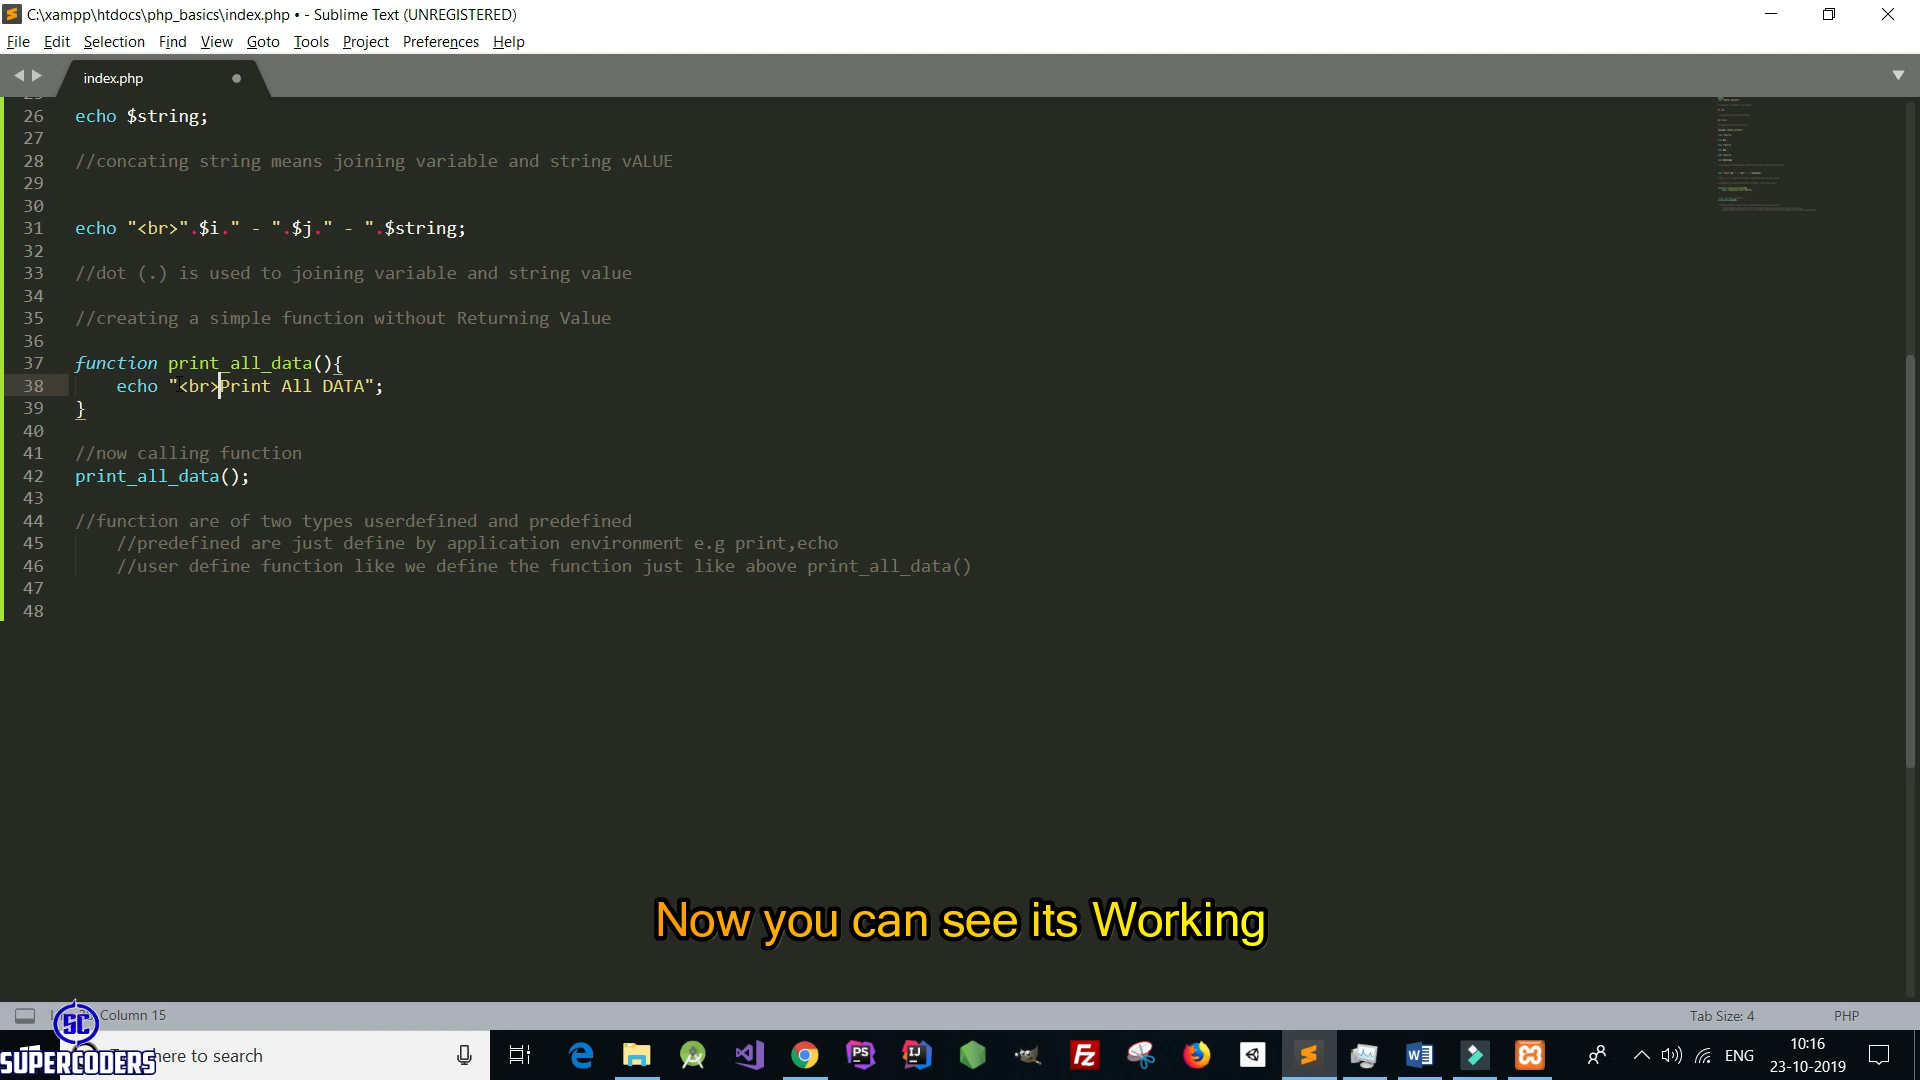 C:\xampp\htdocs\php_basics\index.php • - Sublime Text (UNREGISTERED)
File Edit Selection Find View Goto Tools Project Preferences Help
index.php
26 echo $string;
27
28 //concating string means joining variable and string vALUE
29
30
31 echo "<br>".$i." - ".$j." - ".$string;
32
33 //dot (.) is used to joining variable and string value
34
35 //creating a simple function without Returning Value
36
37 function print_all_data(){
38 echo "<br>Print All DATA";
39 }
40
41 //now calling function
42 print_all_data();
43
44 //function are of two types userdefined and predefined
45 //predefined are just define by application environment e.g print,echo
46 //user define function like we define the function just like above print_all_data()
47
48
Now you can see its Working
Column 15
Tab Size: 4 PHP
SC
SUPERCODERS
here to search
PS
IJ
Fz
ENG
10:16
23-10-2019